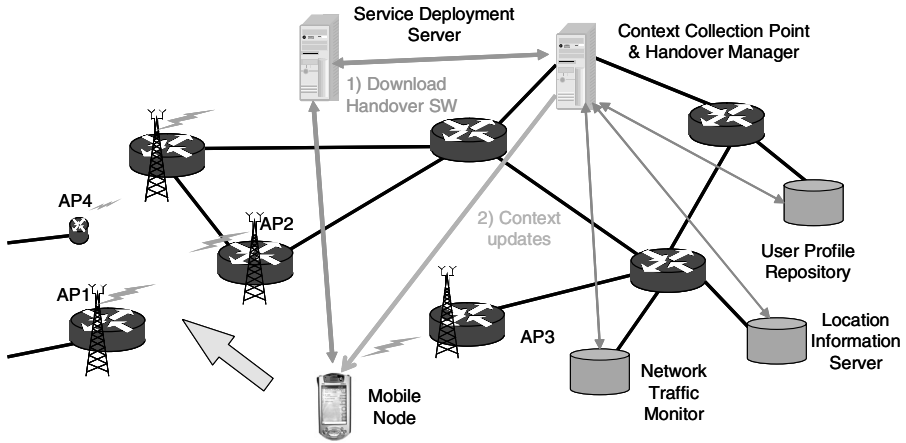 Service Deployment
Server
Context Collection Point
& Handover Manager
1) Download
Handover SW
AP4
AP2
2) Context
updates
User Profile
Repository
AP1
AP3
Location
Information
Server
Network
Traffic
Monitor
Mobile
Node